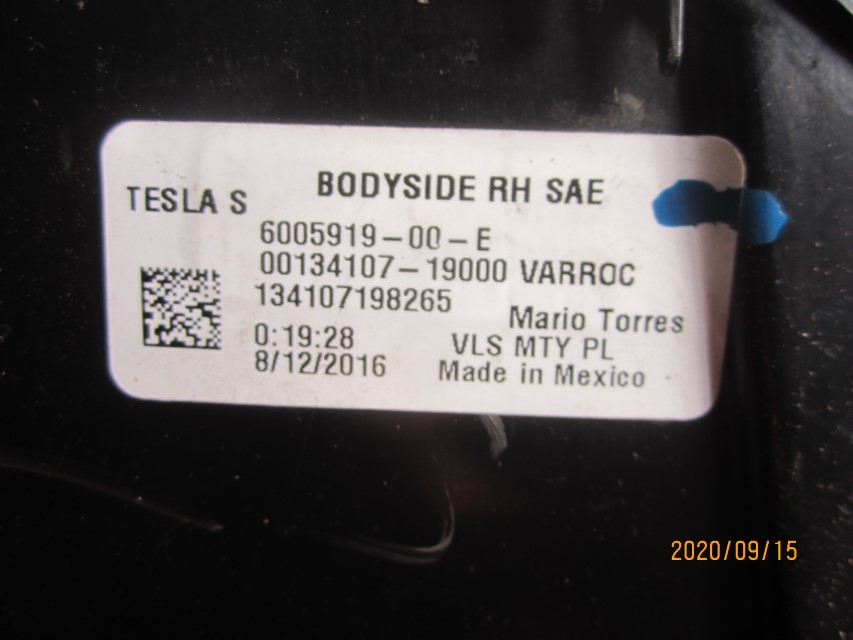 BODYSIDE RH SAE
TESLA S
6005919-00-E
00134107-19000 VARROC
134107198265
Mario Torres
0:19:28
VLS MTY PL
8/12/2016
Made in Mexico
2020/09/15